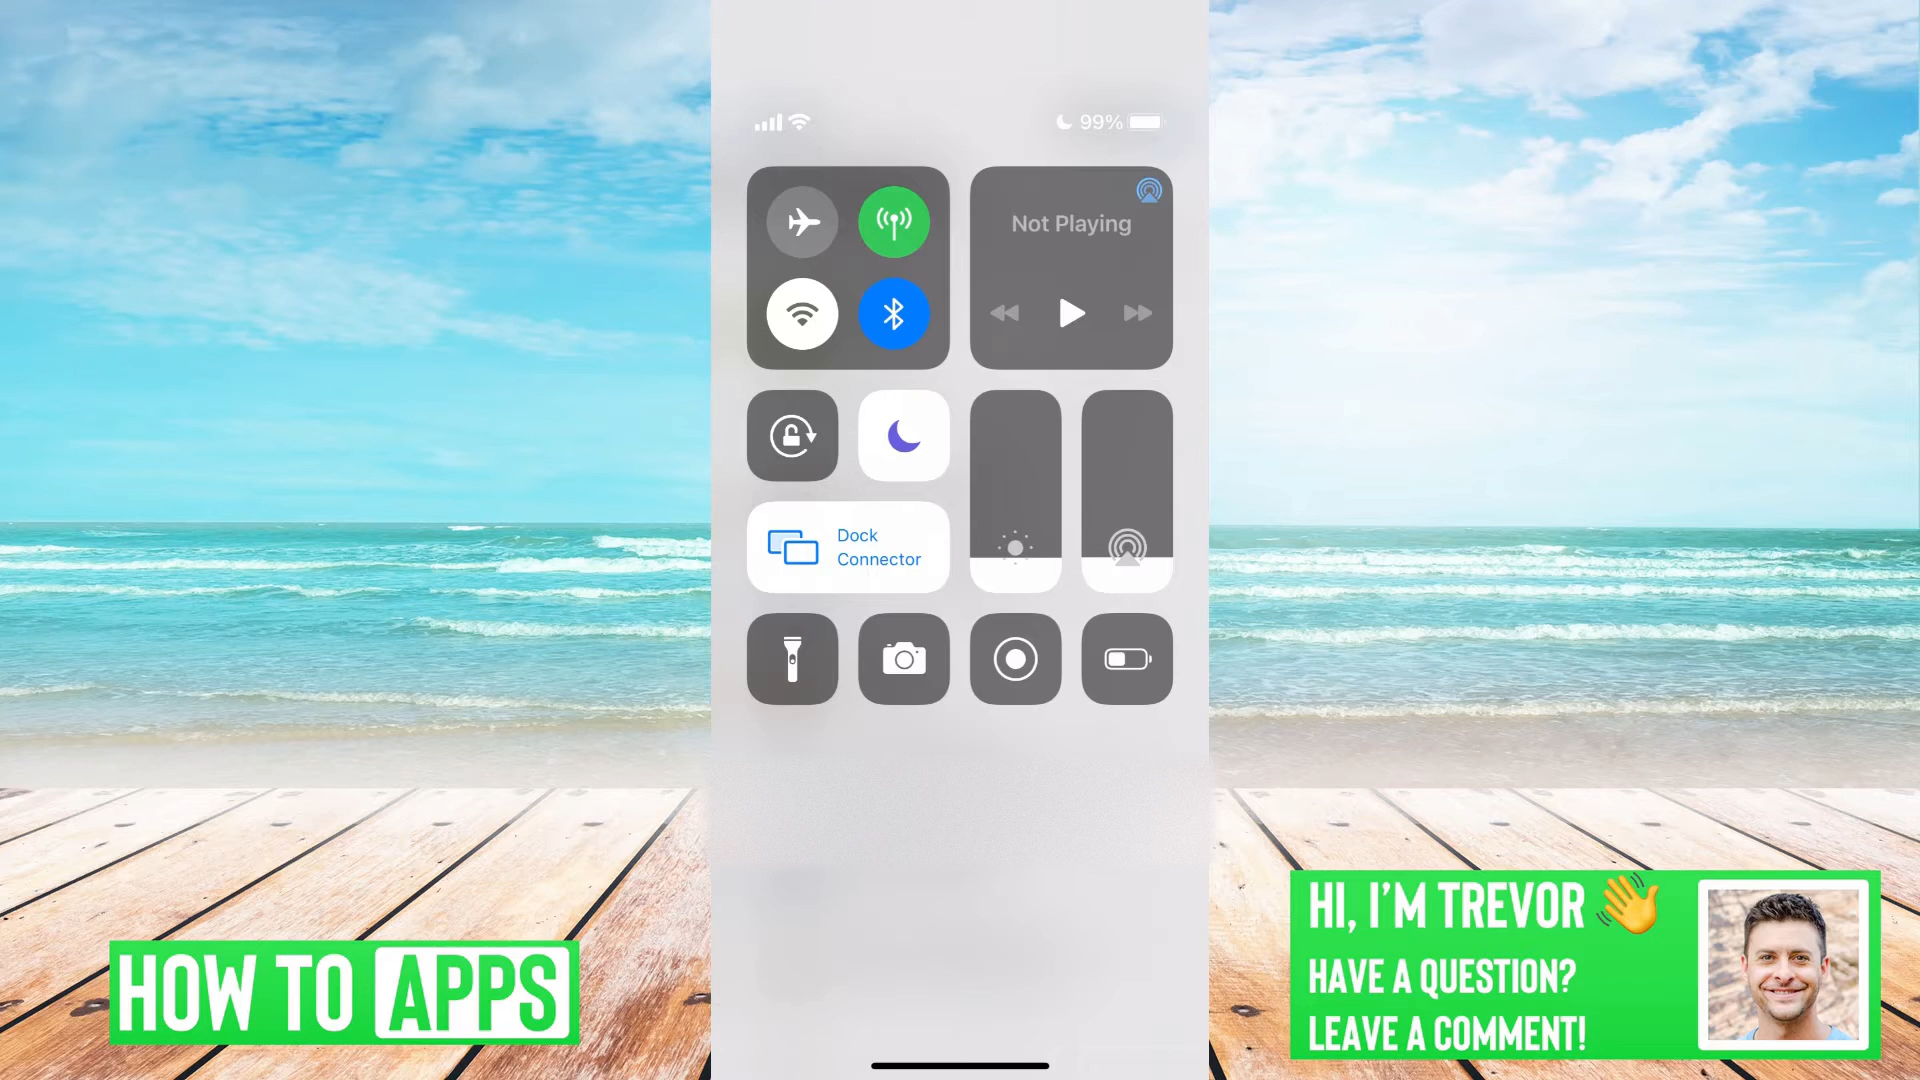 99%
Not Playing
Dock
Connector
HOW TO APPS
HI, I'M TREVOR 👋
HAVE A QUESTION?
LEAVE A COMMENT!